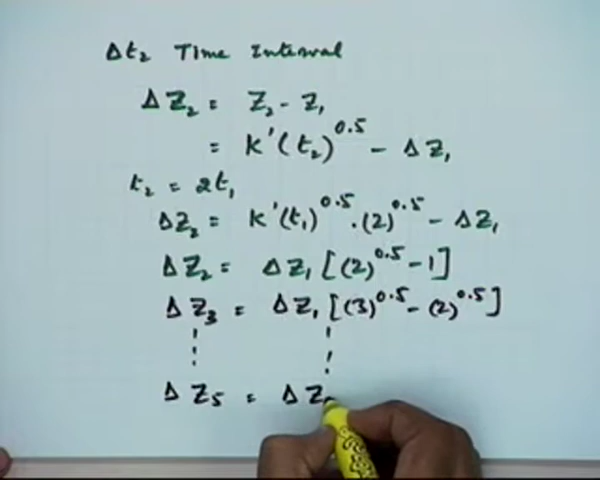 Δt₂ Time Interval
ΔZ₂ = Z₂ - Z₁
= K'(t₂)^0.5 - ΔZ₁
t₂ = 2t₁
ΔZ₂ = K'(t₁)^0.5 . (2)^0.5 - ΔZ₁
ΔZ₂ = ΔZ₁ [(2)^0.5 - 1]
ΔZ₃ = ΔZ₁ [(3)^0.5 - (2)^0.5]
ΔZ₅ = ΔZ